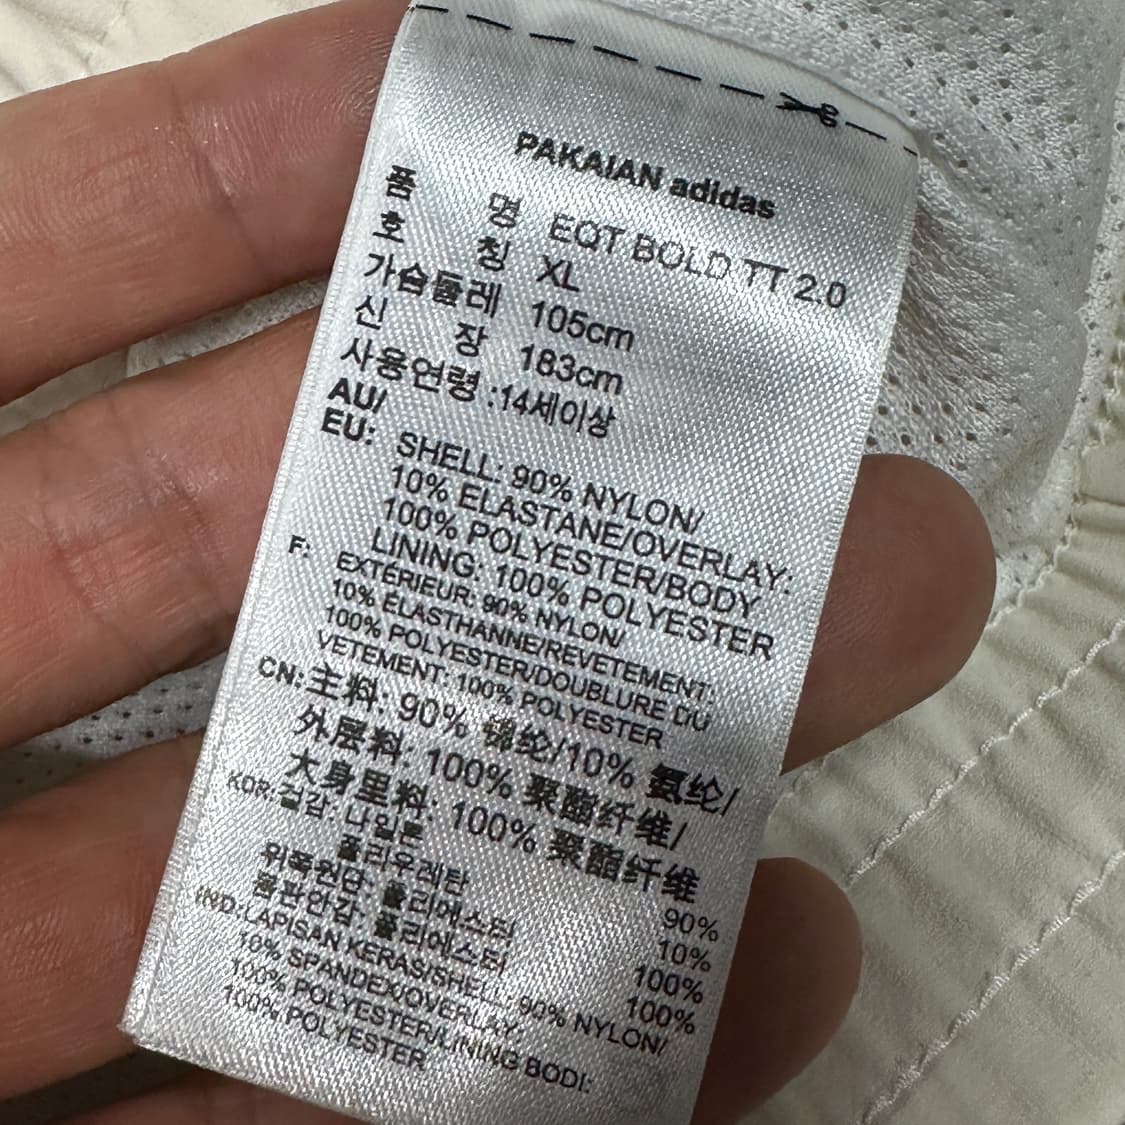 PAKAIAN adidas
품 명 EQT BOLD TT 2.0
호 칭 XL
가슴둘레 105cm
신 장 183cm
사용연령 :14세이상
AU/
EU: SHELL: 90% NYLON/
10% ELASTANE/OVERLAY:
100% POLYESTER/BODY
LINING: 100% POLYESTER
F: EXTERIEUR: 90% NYLON/
10% ELASTHANNE/REVETEMENT:
100% POLYESTER/DOUBLURE DU
VETEMENT: 100% POLYESTER
CN:主料: 90% 锦纶/10% 氨纶/
外层料: 100% 聚酯纤维/
大身里料: 100% 聚酯纤维
KOR:겉감: 나일론 90%
폴리우레탄 10%
위쪽원단: 폴리에스터 100%
몸판안감: 폴리에스터 100%
IND:LAPISAN KERAS/SHELL: 90% NYLON/
10% SPANDEX/OVERLAY:
100% POLYESTER/LINING BODI:
100% POLYESTER